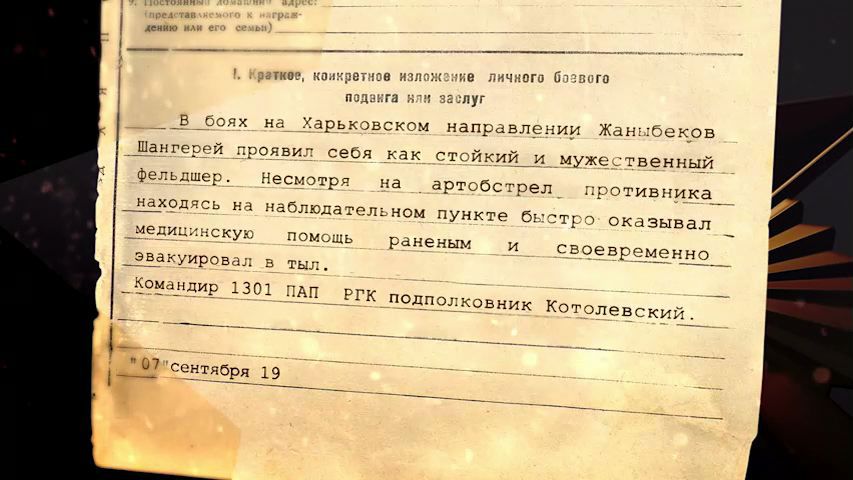 9. Постоянный домашний адрес:
(представляемого к награж-
дению или его семьи)
I. Краткое, конкретное изложение личного боевого
подвига или заслуг
В боях на Харьковском направлении Жаныбеков
Шангерей проявил себя как стойкий и мужественный
фельдшер. Несмотря на артобстрел противника
находясь на наблюдательном пункте быстро оказывал
медицинскую помощь раненым и своевременно
эвакуировал в тыл.
Командир 1301 ПАП РГК подполковник Котолевский.
"07"сентября 19